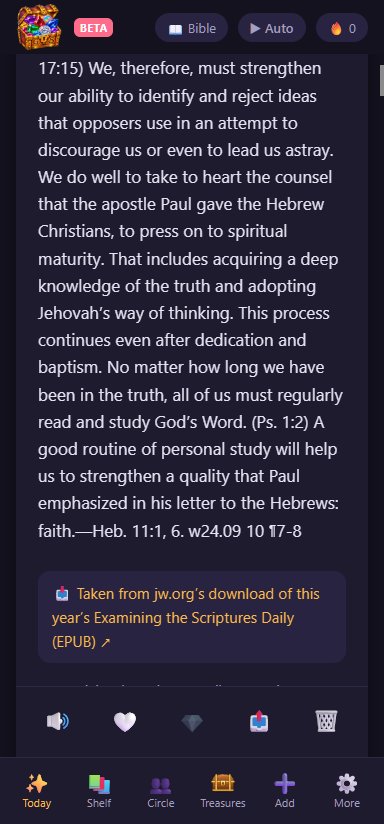 BETA
Bible
Auto
0
17:15) We, therefore, must strengthen
our ability to identify and reject ideas
that opposers use in an attempt to
discourage us or even to lead us astray.
We do well to take to heart the counsel
that the apostle Paul gave the Hebrew
Christians, to press on to spiritual
maturity. That includes acquiring a deep
knowledge of the truth and adopting
Jehovah’s way of thinking. This process
continues even after dedication and
baptism. No matter how long we have
been in the truth, all of us must regularly
read and study God’s Word. (Ps. 1:2) A
good routine of personal study will help
us to strengthen a quality that Paul
emphasized in his letter to the Hebrews:
faith.—Heb. 11:1, 6. w24.09 10 ¶7-8
Taken from jw.org’s download of this
year’s Examining the Scriptures Daily
(EPUB) ↗
Today
Shelf
Circle
Treasures
Add
More